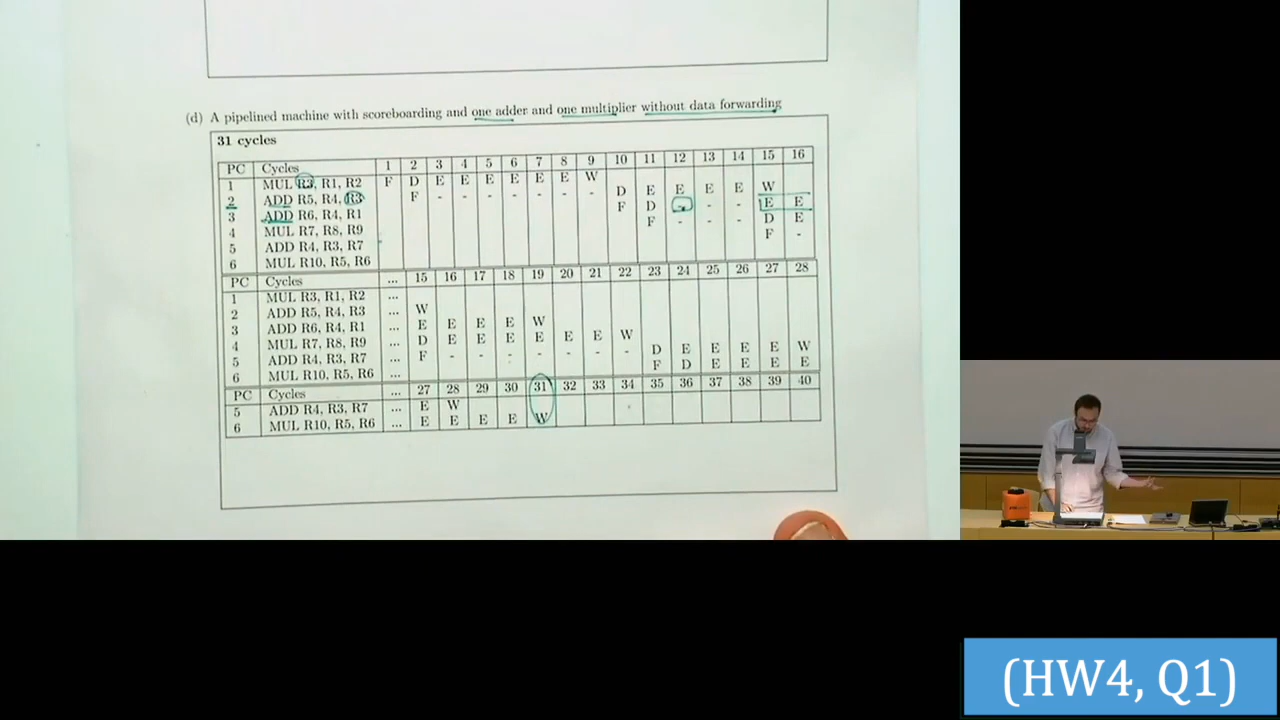 (d) A pipelined machine with scoreboarding and one adder and one multiplier without data forwarding
31 cycles
PC Cycles 1 2 3 4 5 6 7 8 9 10 11 12 13 14 15 16
1 MUL R3, R1, R2 F D E E E E E E W
2 ADD R5, R4, R3 F - - - - - - - D E E E E W
3 ADD R6, R4, R1 F D - - - E E
4 MUL R7, R8, R9 F - - - D E
5 ADD R4, R3, R7 F -
6 MUL R10, R5, R6
PC Cycles ... 15 16 17 18 19 20 21 22 23 24 25 26 27 28
1 MUL R3, R1, R2 ...
2 ADD R5, R4, R3 ... W
3 ADD R6, R4, R1 ... E E E E W
4 MUL R7, R8, R9 ... D E E E E E E W
5 ADD R4, R3, R7 ... F - - - - - - - D E E E E W
6 MUL R10, R5, R6 ... F D E E E E
PC Cycles ... 27 28 29 30 31 32 33 34 35 36 37 38 39 40
5 ADD R4, R3, R7 ... E W
6 MUL R10, R5, R6 ... E E E E W
(HW4, Q1)